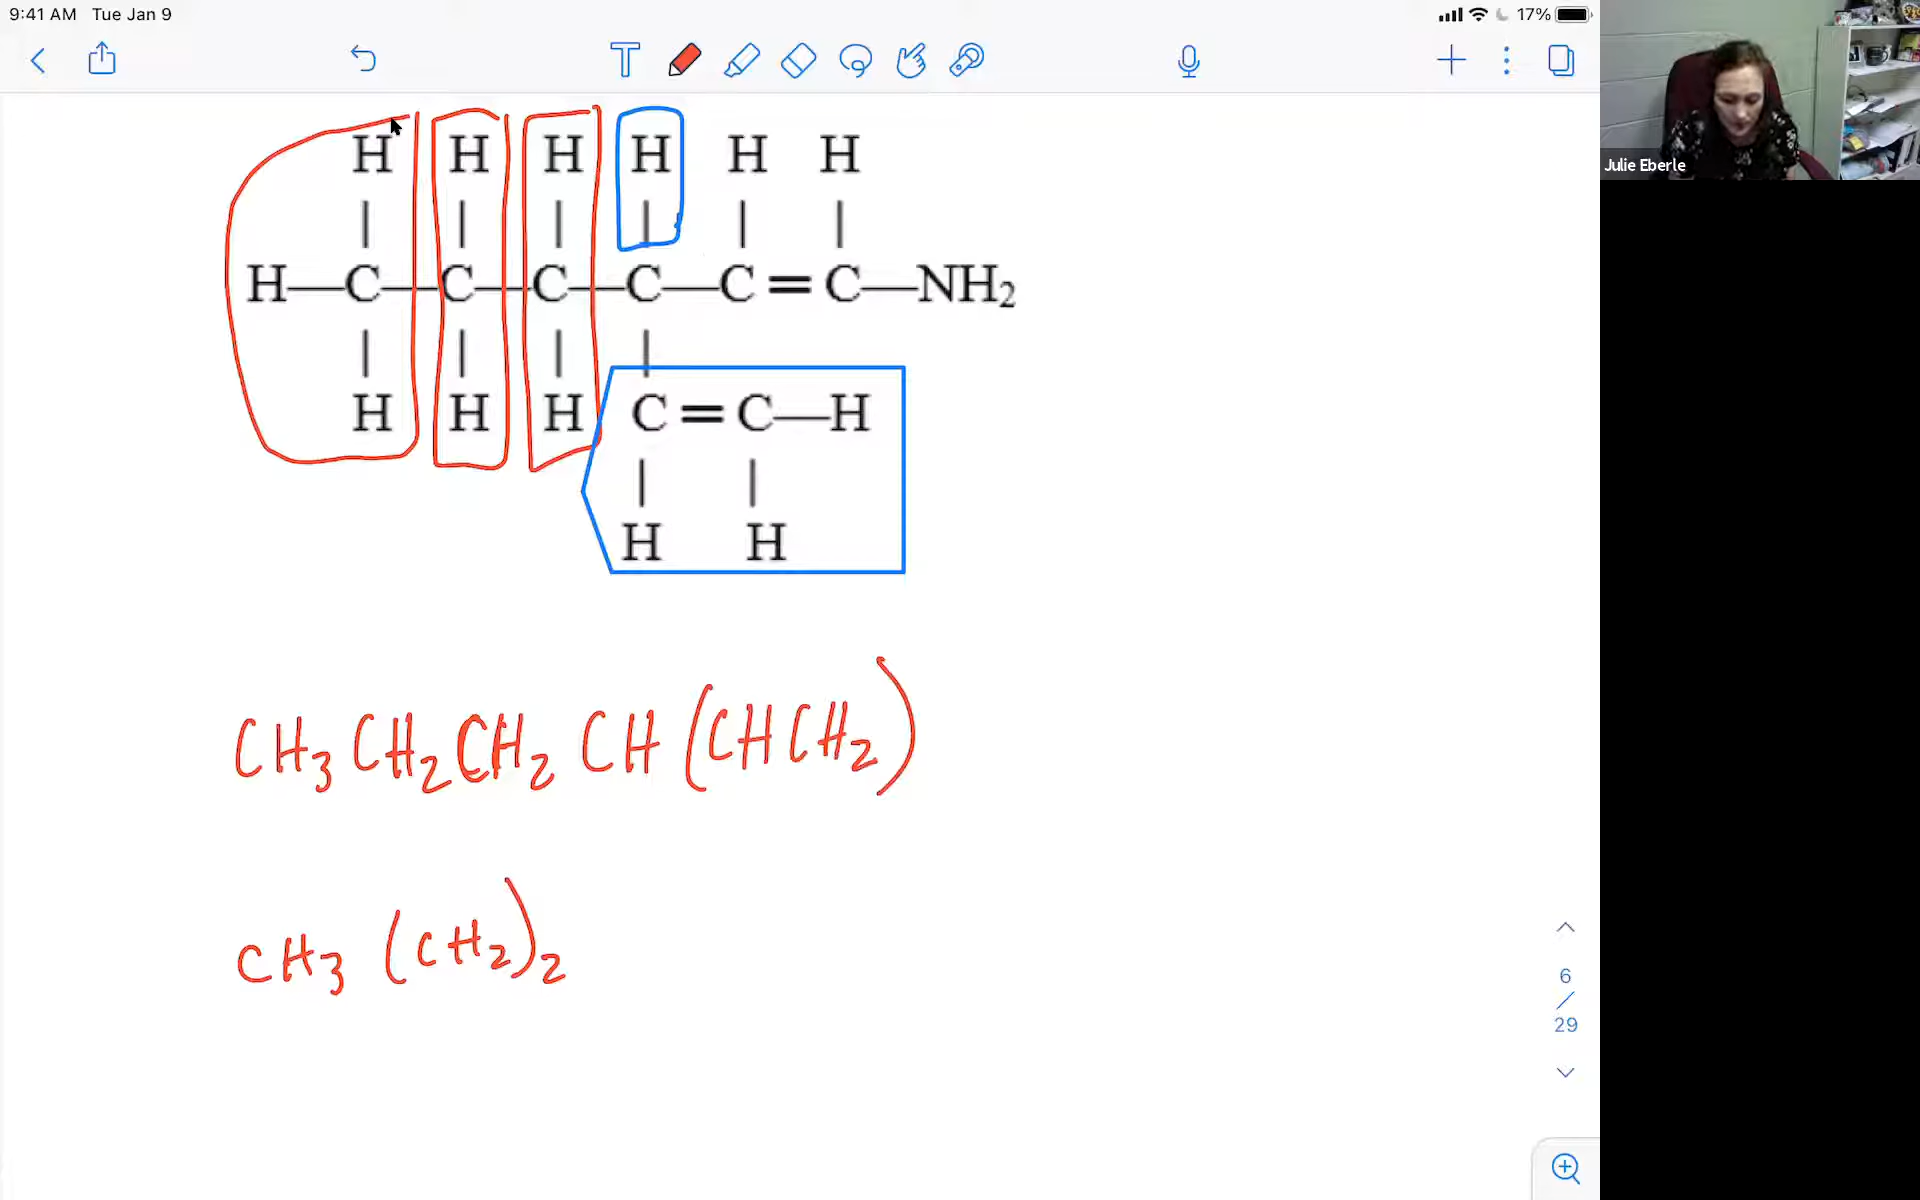 9:41 AM Tue Jan 9 17%
Julie Eberle
H H H H H H
H—C—C—C—C—C=C—NH₂
H H H C=C—H
H H
CH₃CH₂CH₂CH(CHCH₂)
CH₃(CH₂)₂
6
/
29